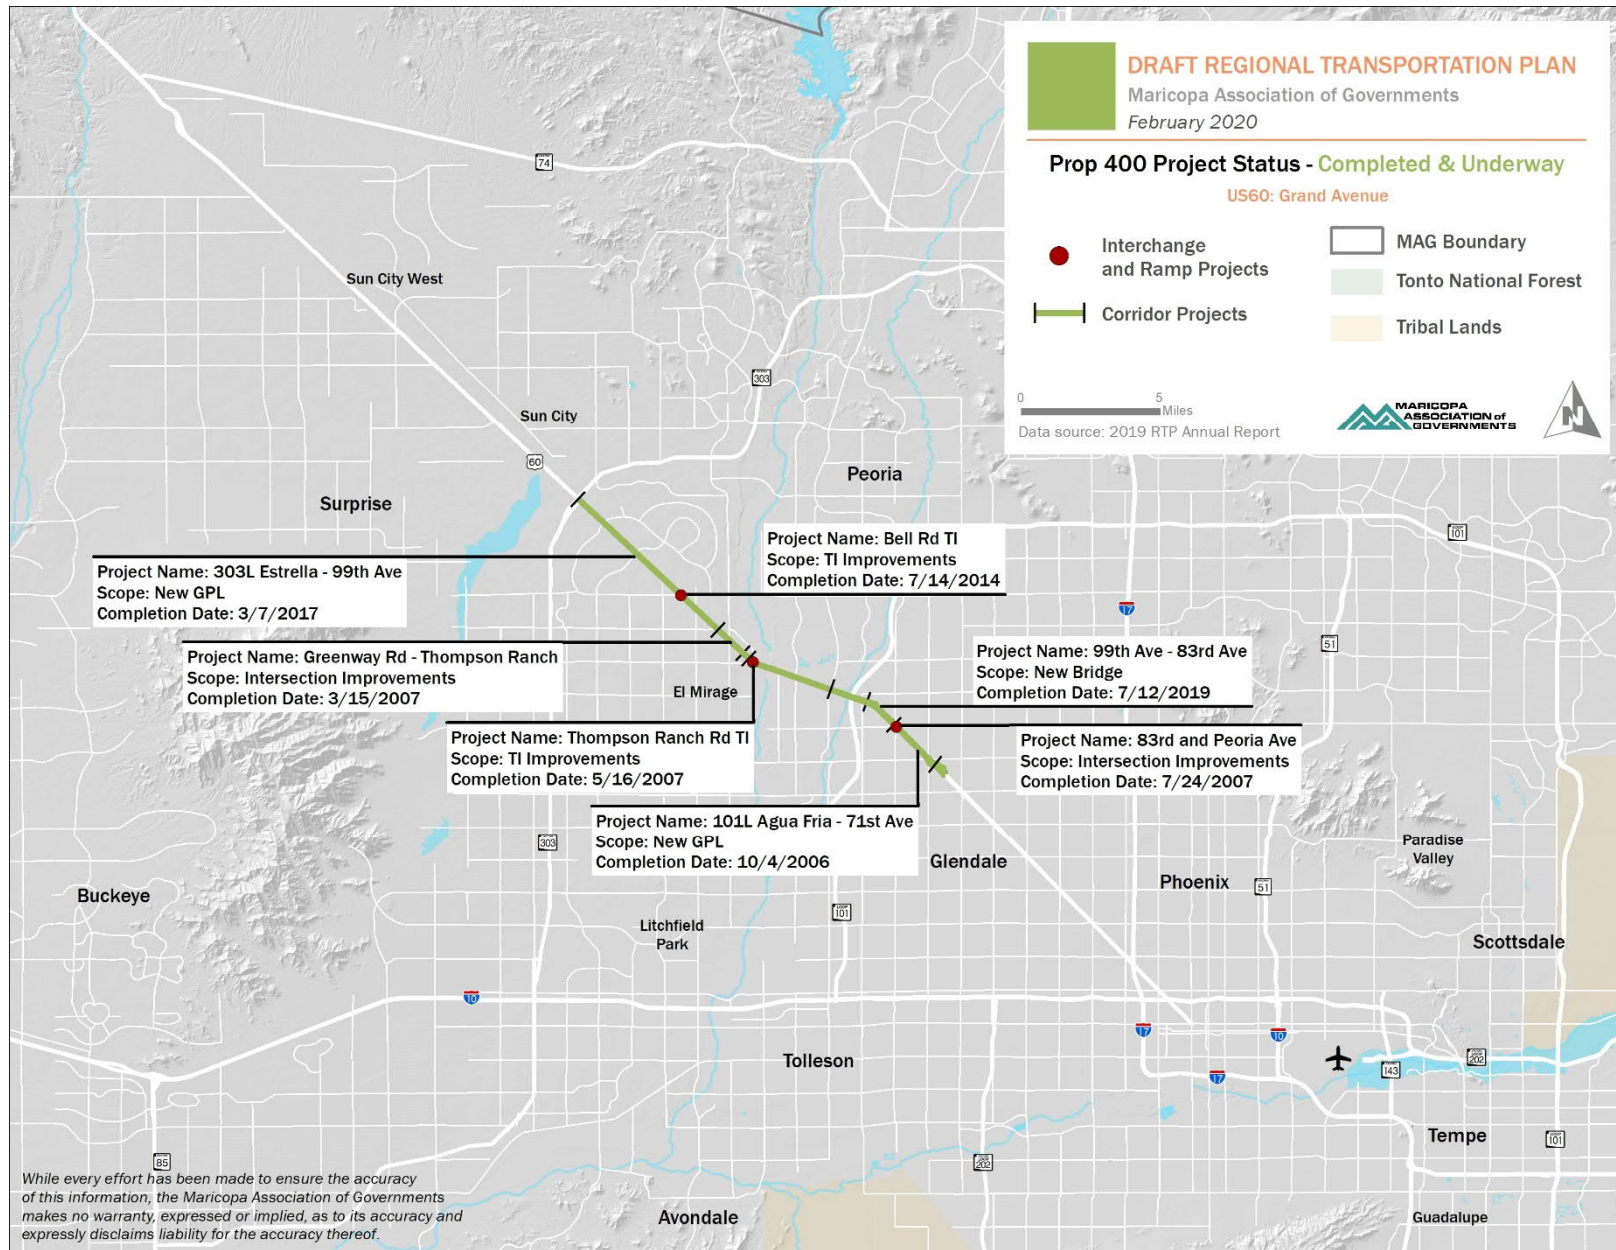 DRAFT REGIONAL TRANSPORTATION PLAN
Maricopa Association of Governments
February 2020
Prop 400 Project Status - Completed & Underway
US60: Grand Avenue
Interchange
and Ramp Projects
Corridor Projects
MAG Boundary
Tonto National Forest
Tribal Lands
0 5
Miles
Data source: 2019 RTP Annual Report
MARICOPA
ASSOCIATION of
GOVERNMENTS
N
74
Sun City West
303
Sun City
60
Peoria
Surprise
101
Project Name: Bell Rd TI
Scope: TI Improvements
Completion Date: 7/14/2014
Project Name: 303L Estrella - 99th Ave
Scope: New GPL
Completion Date: 3/7/2017
17
51
Project Name: Greenway Rd - Thompson Ranch
Scope: Intersection Improvements
Completion Date: 3/15/2007
Project Name: 99th Ave - 83rd Ave
Scope: New Bridge
Completion Date: 7/12/2019
El Mirage
Project Name: Thompson Ranch Rd TI
Scope: TI Improvements
Completion Date: 5/16/2007
Project Name: 83rd and Peoria Ave
Scope: Intersection Improvements
Completion Date: 7/24/2007
Project Name: 101L Agua Fria - 71st Ave
Scope: New GPL
Completion Date: 10/4/2006
303
Glendale
Paradise
Valley
Phoenix
51
Buckeye
101
Litchfield
Park
Scottsdale
10
17
10
Tolleson
202
143
17
Tempe
101
85
202
While every effort has been made to ensure the accuracy
of this information, the Maricopa Association of Governments
makes no warranty, expressed or implied, as to its accuracy and
expressly disclaims liability for the accuracy thereof.
Avondale
Guadalupe